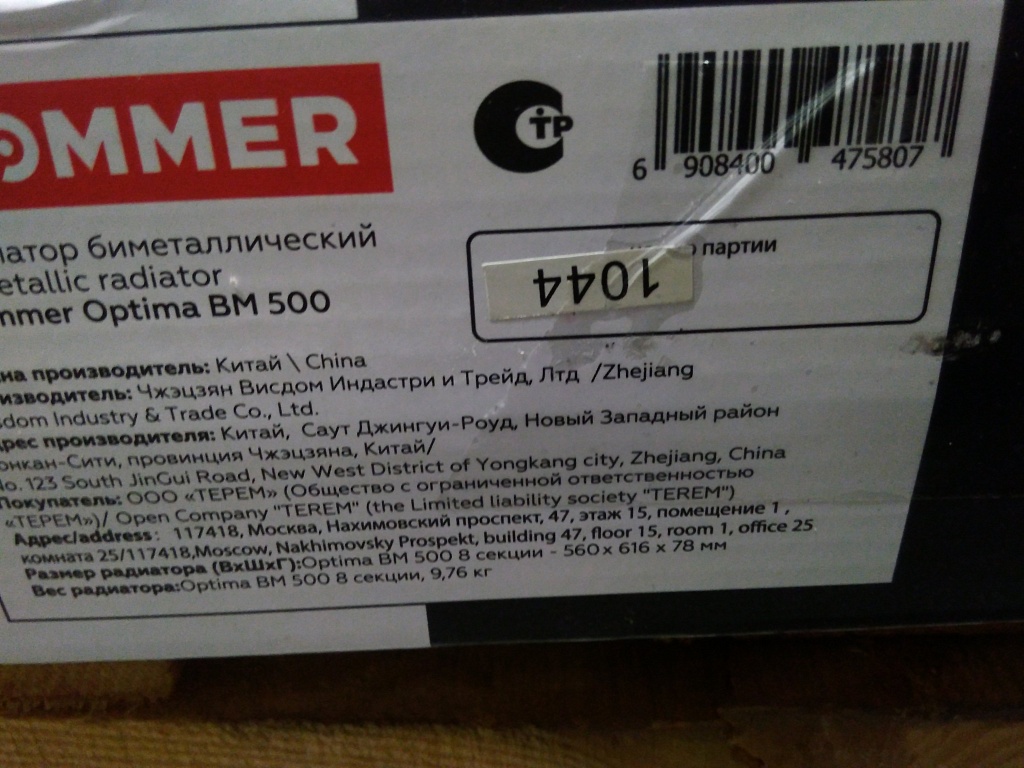 OMMER
ТР
6 908400 475807
партии
1044
иатор биметаллический
etallic radiator
mmer Optima BM 500
на производитель: Китай \ China
изводитель: Чжэцзян Висдом Индастри и Трейд, Лтд /Zhejiang
dom Industry & Trade Co., Ltd.
рес производителя: Китай, Саут Джингуи-Роуд, Новый Западный район
онкан-Сити, провинция Чжэцзяна, Китай/
No. 123 South JinGui Road, New West District of Yongkang city, Zhejiang, China
Покупатель: ООО «ТЕРЕМ» (Общество с ограниченной ответственностью
«ТЕРЕМ»)/ Open Company "TEREM" (the Limited liability society "TEREM")
Адрес/address: 117418, Москва, Нахимовский проспект, 47, этаж 15, помещение 1 ,
комната 25/117418,Moscow, Nakhimovsky Prospekt, building 47, floor 15, room 1, office 25
Размер радиатора (ВхШхГ):Optima BM 500 8 секции - 560 x 616 x 78 мм
Вес радиатора:Optima BM 500 8 секции, 9,76 кг